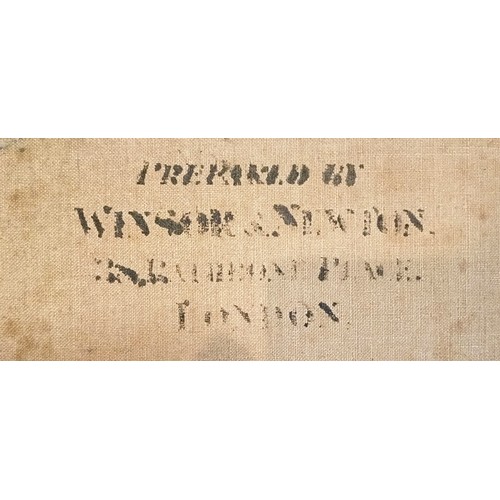 PREPARED BY
WINSOR & NEWTON.
38, RATHBONE PLACE.
LONDON.